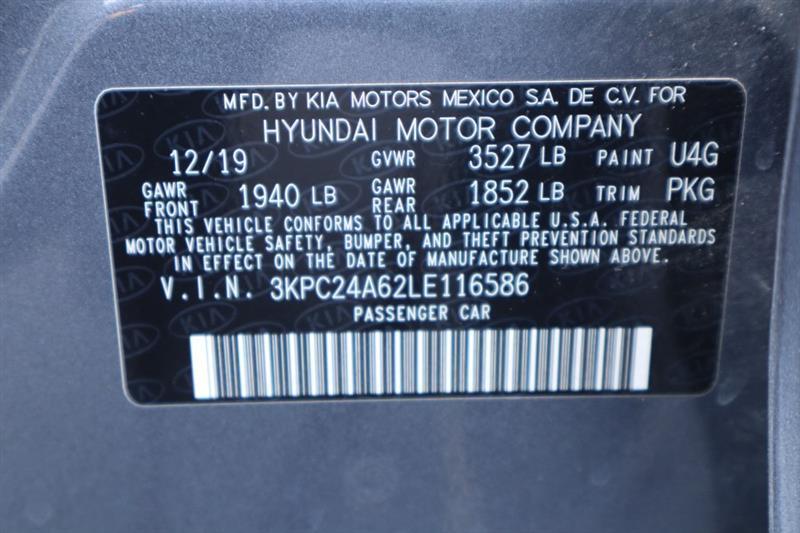 MFD. BY KIA MOTORS MEXICO S.A. DE C.V. FOR
HYUNDAI MOTOR COMPANY
12/19 GVWR 3527 LB PAINT U4G
GAWR FRONT 1940 LB GAWR REAR 1852 LB TRIM PKG
THIS VEHICLE CONFORMS TO ALL APPLICABLE U.S.A. FEDERAL
MOTOR VEHICLE SAFETY, BUMPER, AND THEFT PREVENTION STANDARDS
IN EFFECT ON THE DATE OF MANUFACTURE SHOWN ABOVE.
V.I.N. 3KPC24A62LE116586
PASSENGER CAR